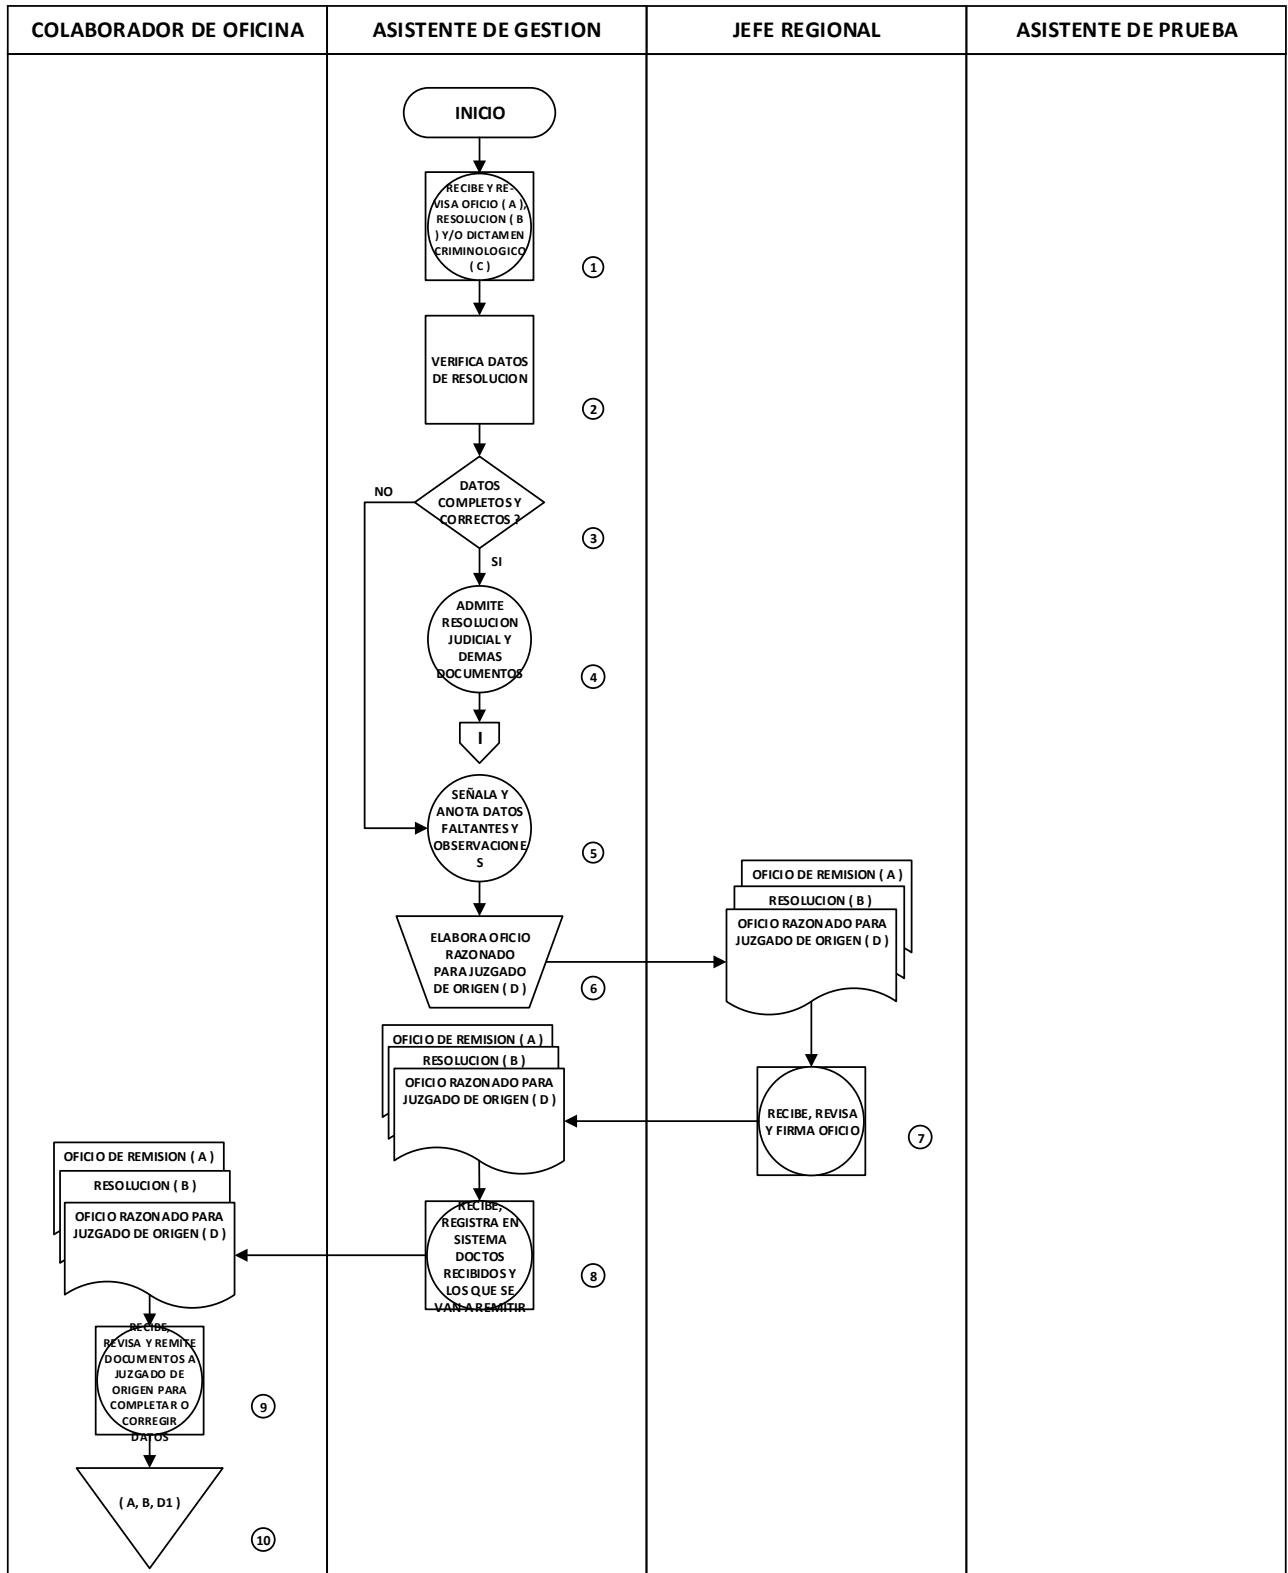 COLABORADOR DE OFICINA
ASISTENTE DE GESTION
JEFE REGIONAL
ASISTENTE DE PRUEBA
INICIO
RECIBE Y RE-
VISA OFICIO ( A ),
RESOLUCION ( B
) Y/O DICTAMEN
CRIMINOLOGICO
( C )
1
VERIFICA DATOS
DE RESOLUCION
2
DATOS
COMPLETOS Y
CORRECTOS ?
NO
3
SI
ADMITE
RESOLUCION
JUDICIAL Y
DEMAS
DOCUMENTOS
4
I
SEÑALA Y
ANOTA DATOS
FALTANTES Y
OBSERVACIONE
S
5
ELABORA OFICIO
RAZONADO
PARA JUZGADO
DE ORIGEN ( D )
6
OFICIO DE REMISION ( A )
RESOLUCION ( B )
OFICIO RAZONADO PARA
JUZGADO DE ORIGEN ( D )
RECIBE, REVISA
Y FIRMA OFICIO
7
OFICIO DE REMISION ( A )
RESOLUCION ( B )
OFICIO RAZONADO PARA
JUZGADO DE ORIGEN ( D )
RECIBE,
REGISTRA EN
SISTEMA
DOCTOS
RECIBIDOS Y
LOS QUE SE
VAN A REMITIR
8
OFICIO DE REMISION ( A )
RESOLUCION ( B )
OFICIO RAZONADO PARA
JUZGADO DE ORIGEN ( D )
RECIBE,
REVISA Y REMITE
DOCUMENTOS A
JUZGADO DE
ORIGEN PARA
COMPLETAR O
CORREGIR
DATOS
9
( A, B, D1 )
10